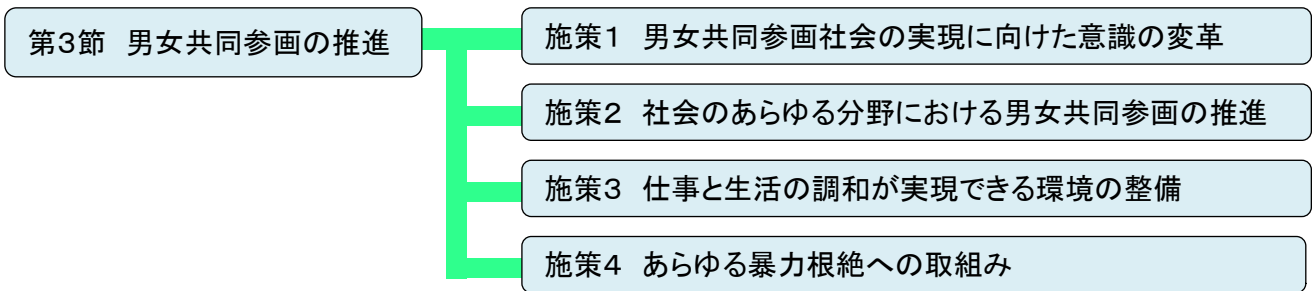 第3節 男女共同参画の推進
施策1 男女共同参画社会の実現に向けた意識の変革
施策2 社会のあらゆる分野における男女共同参画の推進
施策3 仕事と生活の調和が実現できる環境の整備
施策4 あらゆる暴力根絶への取組み